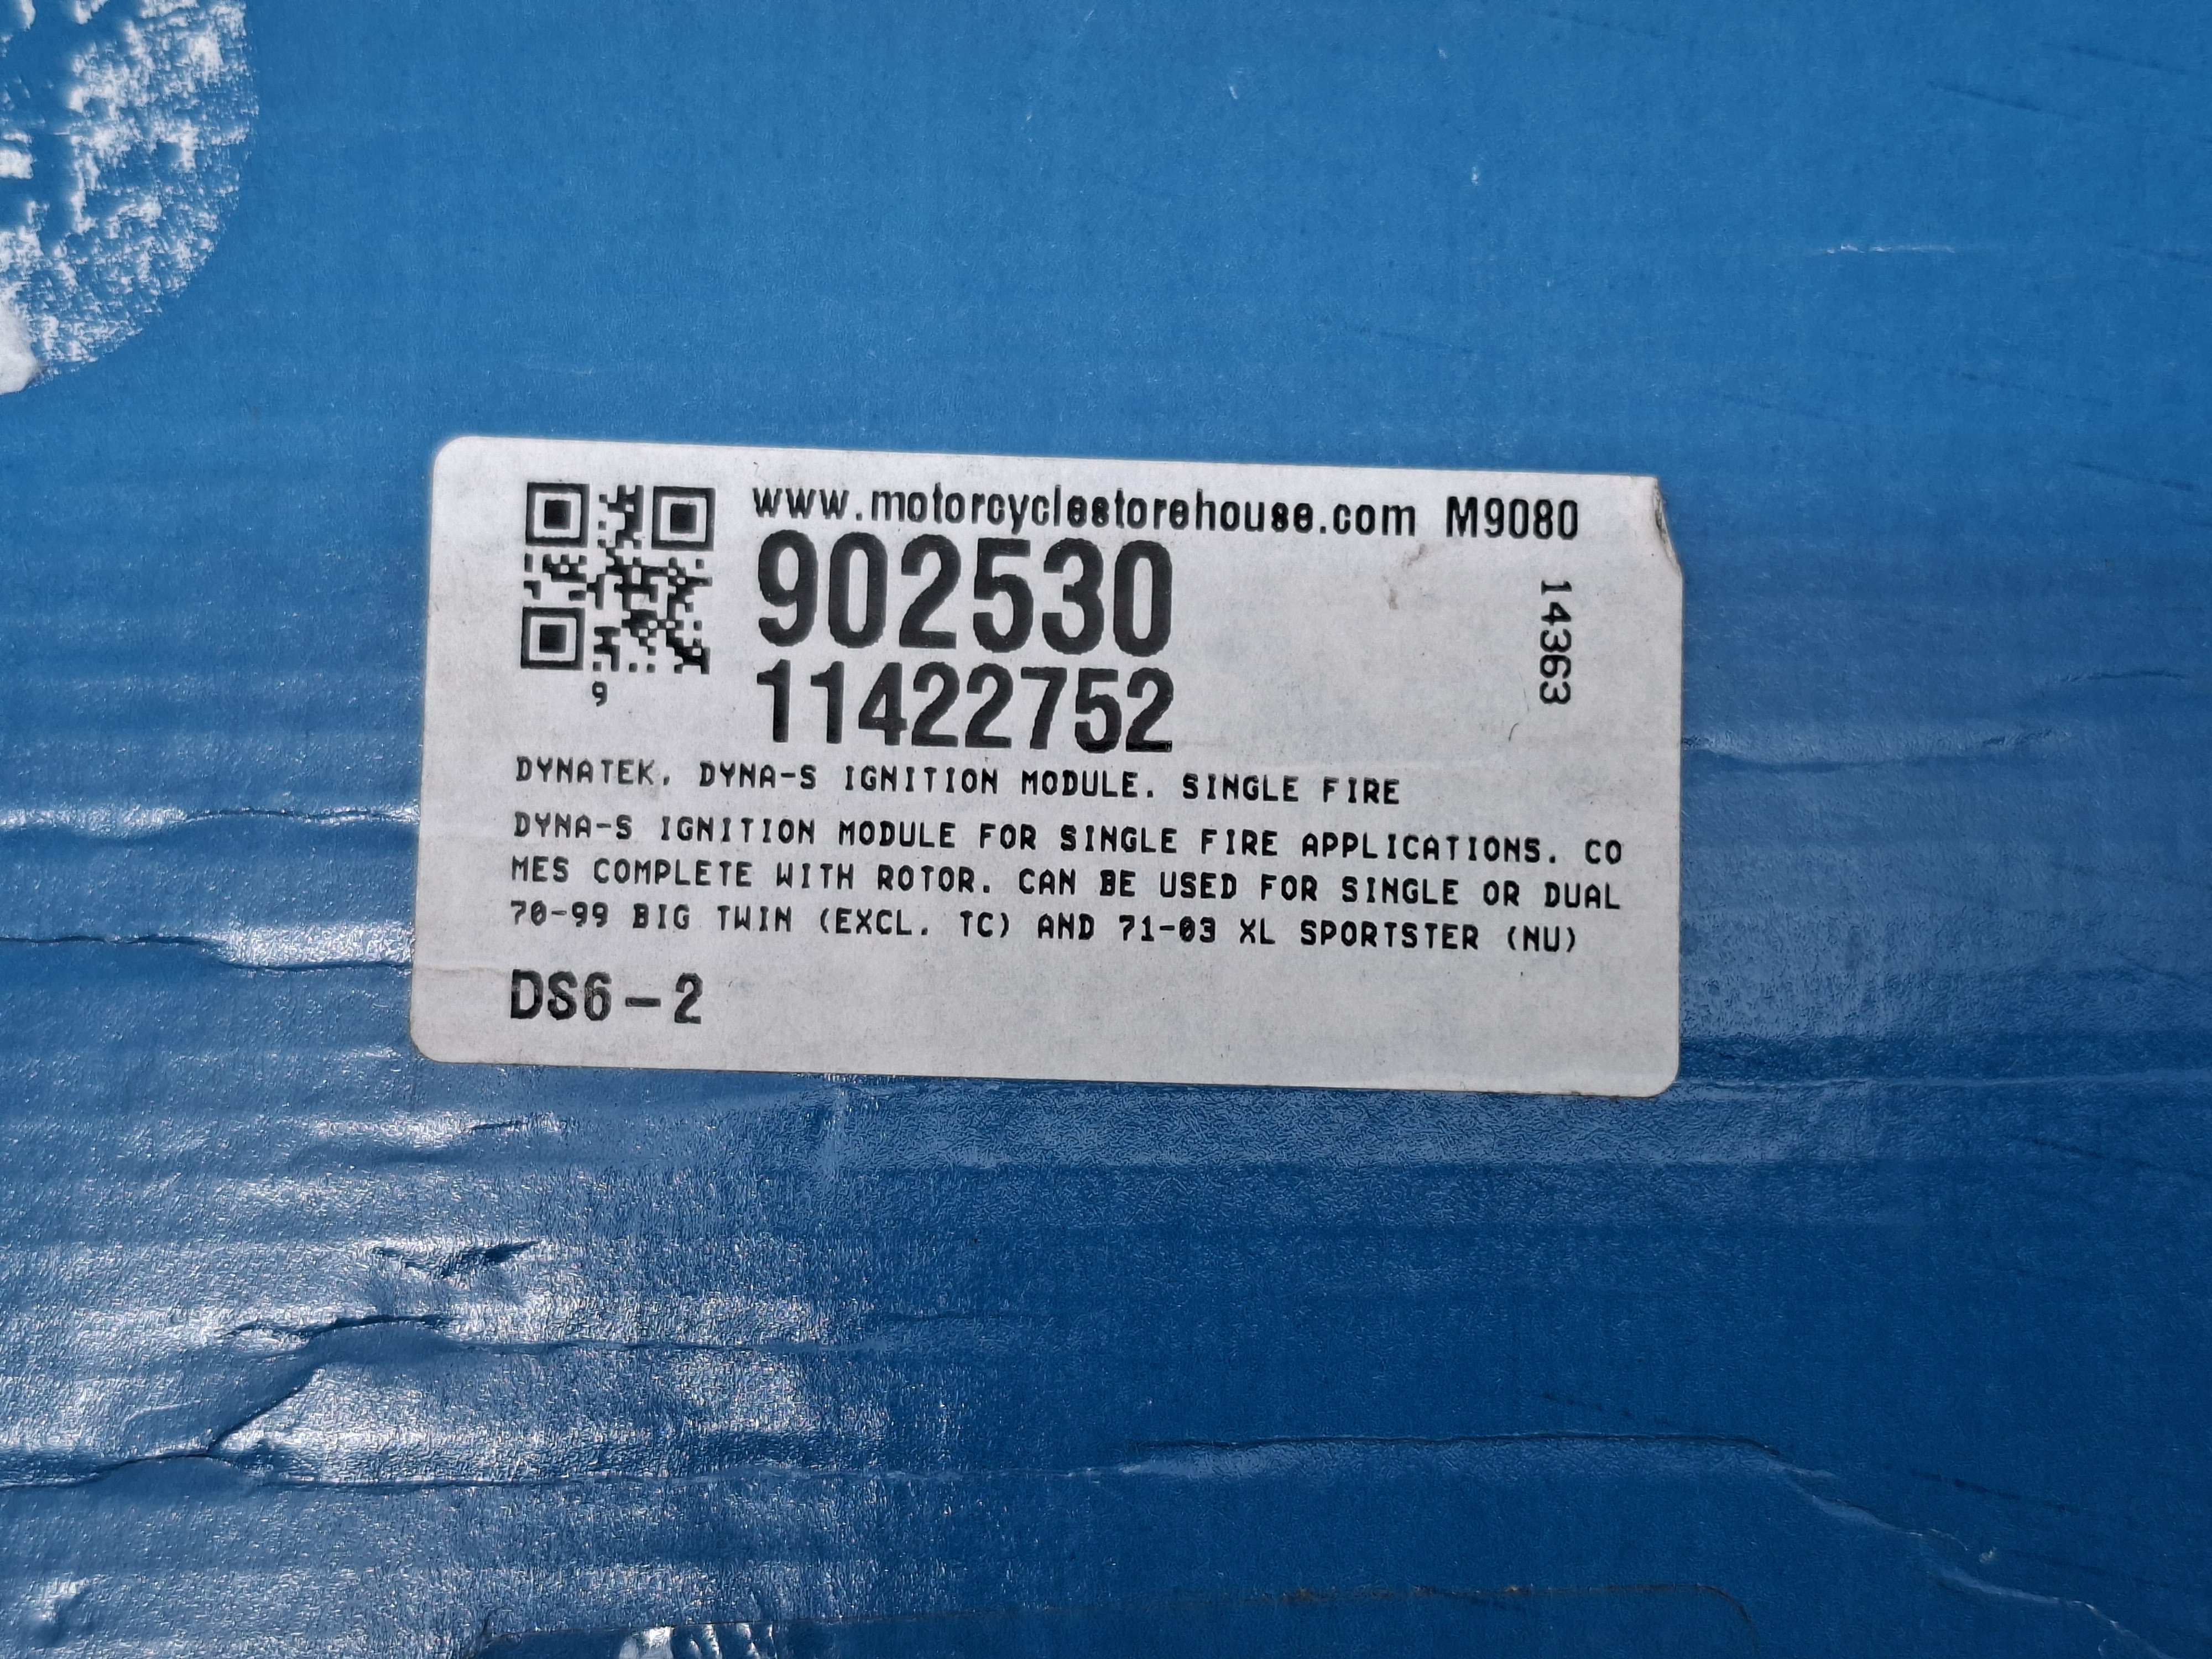 www.motorcyclestorehouse.com M9080
902530
14363
11422752
9
DYNATEK, DYNA-S IGNITION MODULE. SINGLE FIRE
DYNA-S IGNITION MODULE FOR SINGLE FIRE APPLICATIONS. CO
MES COMPLETE WITH ROTOR. CAN BE USED FOR SINGLE OR DUAL
70-99 BIG TWIN (EXCL. TC) AND 71-03 XL SPORTSTER (NU)
DS6-2